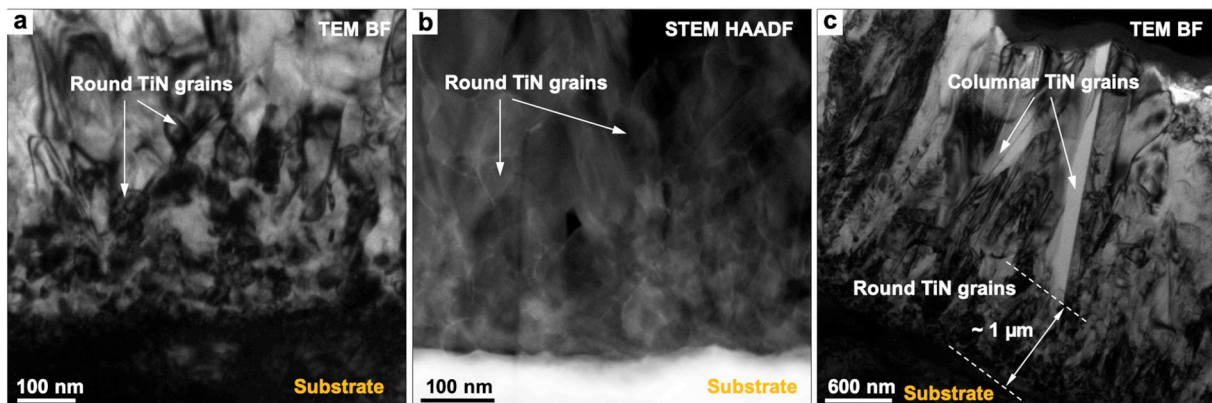 a
TEM BF
Round TiN grains
100 nm
Substrate
b
STEM HAADF
Round TiN grains
100 nm
Substrate
c
TEM BF
Columnar TiN grains
Round TiN grains
~ 1 µm
600 nm
Substrate